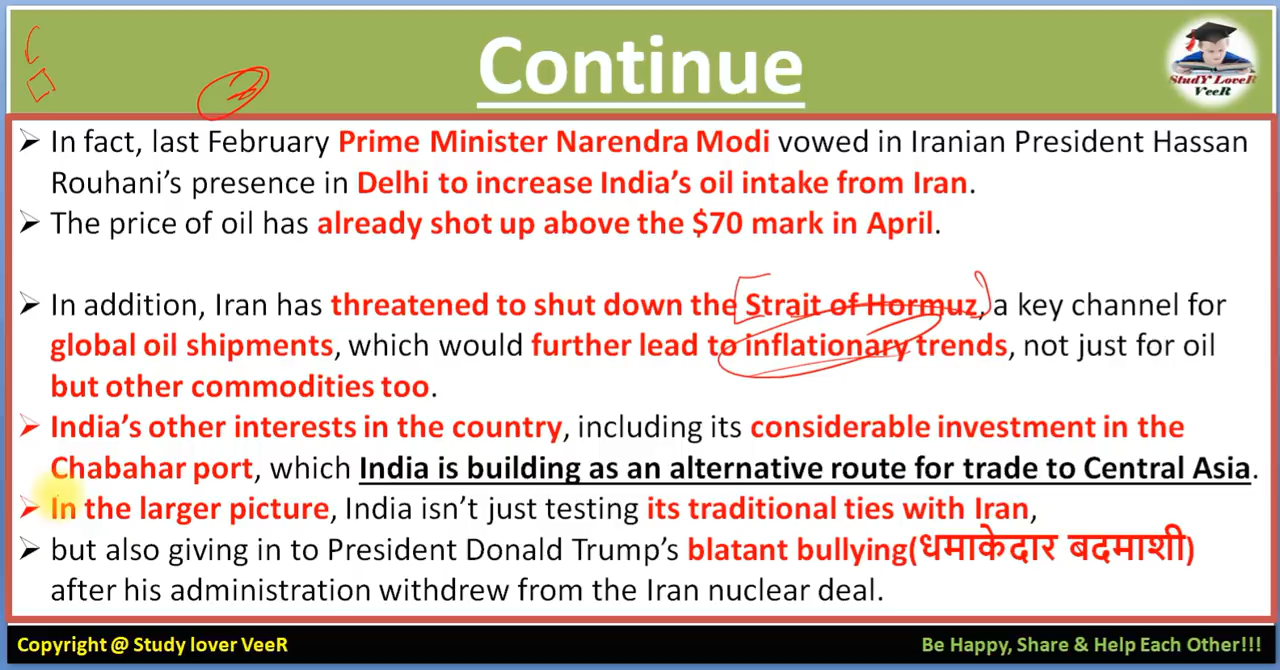 Continue
StudY LoveR
VeeR
➢ In fact, last February Prime Minister Narendra Modi vowed in Iranian President Hassan
Rouhani's presence in Delhi to increase India's oil intake from Iran.
➢ The price of oil has already shot up above the $70 mark in April.
➢ In addition, Iran has threatened to shut down the Strait of Hormuz, a key channel for
global oil shipments, which would further lead to inflationary trends, not just for oil
but other commodities too.
➢ India's other interests in the country, including its considerable investment in the
Chabahar port, which India is building as an alternative route for trade to Central Asia.
➢ In the larger picture, India isn't just testing its traditional ties with Iran,
➢ but also giving in to President Donald Trump's blatant bullying(धमाकेदार बदमाशी)
after his administration withdrew from the Iran nuclear deal.
Copyright @ Study lover VeeR
Be Happy, Share & Help Each Other!!!